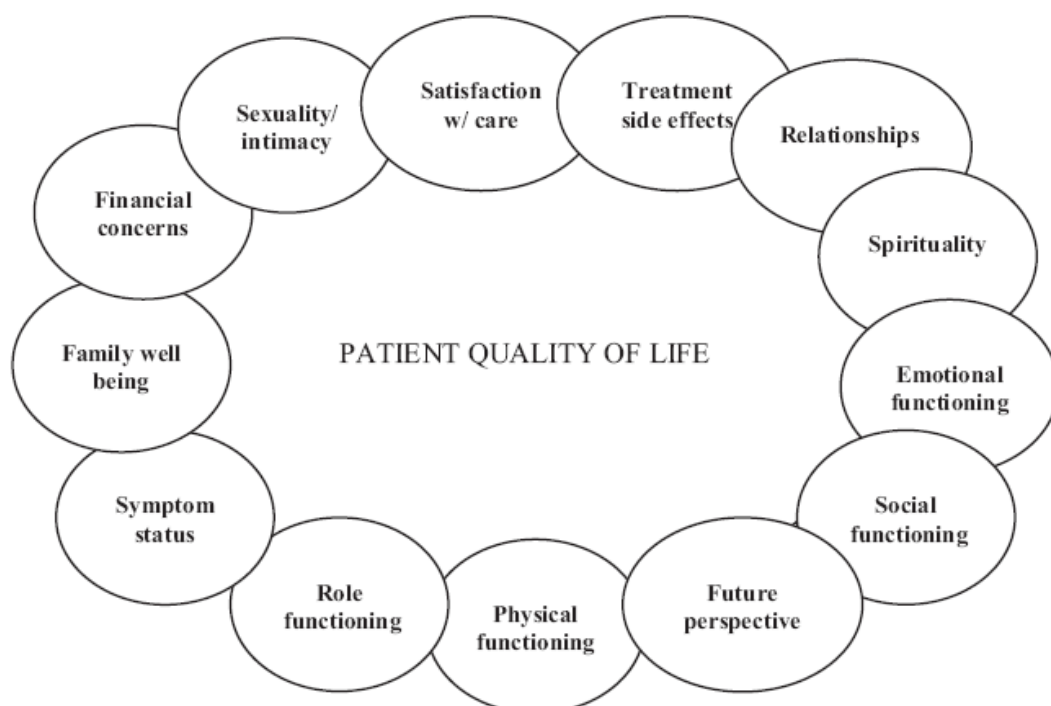 Satisfaction
w/ care
Treatment
side effects
Relationships
Spirituality
Emotional
functioning
Social
functioning
Future
perspective
Physical
functioning
Role
functioning
Symptom
status
Family well
being
Financial
concerns
Sexuality/
intimacy
PATIENT QUALITY OF LIFE